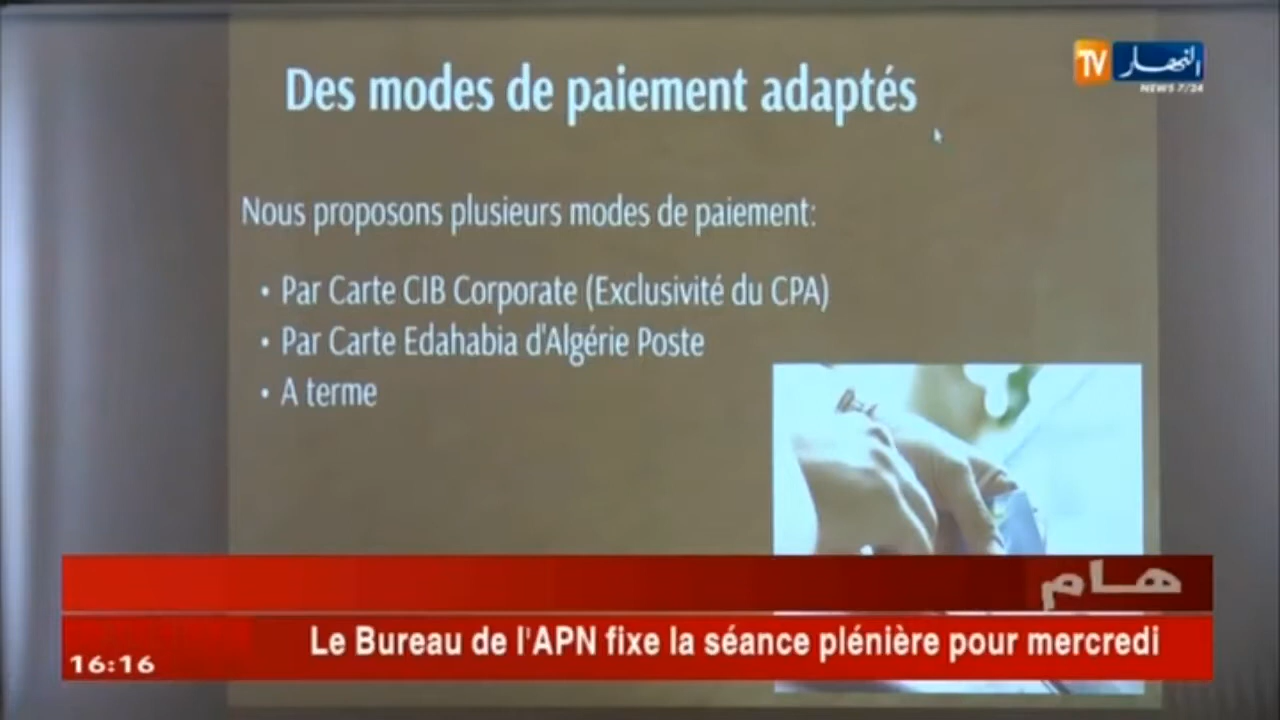 Des modes de paiement adaptés
TV النهار
NEWS 7/24
Nous proposons plusieurs modes de paiement:
• Par Carte CIB Corporate (Exclusivité du CPA)
• Par Carte Edahabia d'Algérie Poste
• A terme
هـام
Le Bureau de l'APN fixe la séance plénière pour mercredi
16:16